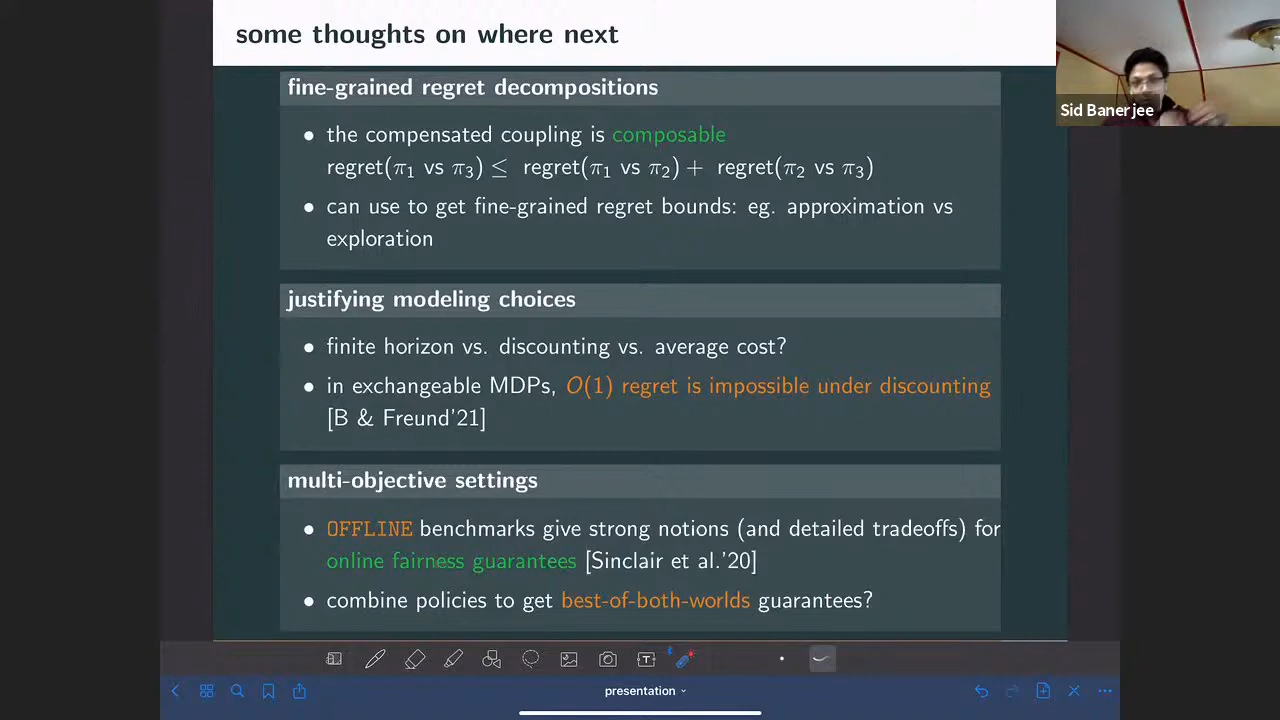 some thoughts on where next
Sid Banerjee
fine-grained regret decompositions
• the compensated coupling is composable
regret(π₁ vs π₃) ≤ regret(π₁ vs π₂) + regret(π₂ vs π₃)
• can use to get fine-grained regret bounds: eg. approximation vs
exploration
justifying modeling choices
• finite horizon vs. discounting vs. average cost?
• in exchangeable MDPs, O(1) regret is impossible under discounting
[B & Freund'21]
multi-objective settings
• OFFLINE benchmarks give strong notions (and detailed tradeoffs) for
online fairness guarantees [Sinclair et al.'20]
• combine policies to get best-of-both-worlds guarantees?
presentation